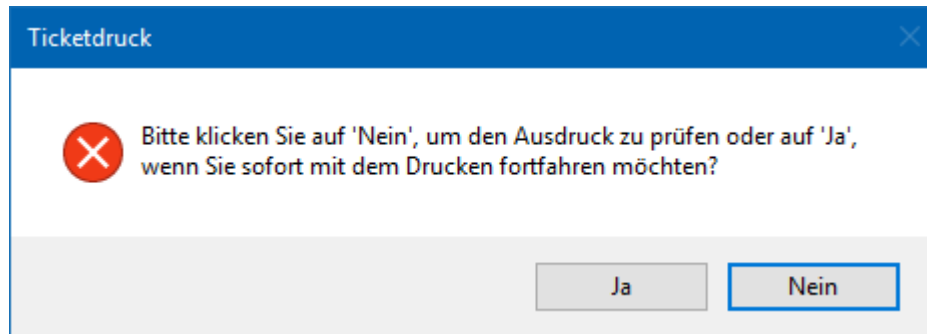 Ticketdruck
Bitte klicken Sie auf 'Nein', um den Ausdruck zu prüfen oder auf 'Ja',
wenn Sie sofort mit dem Drucken fortfahren möchten?
Ja
Nein